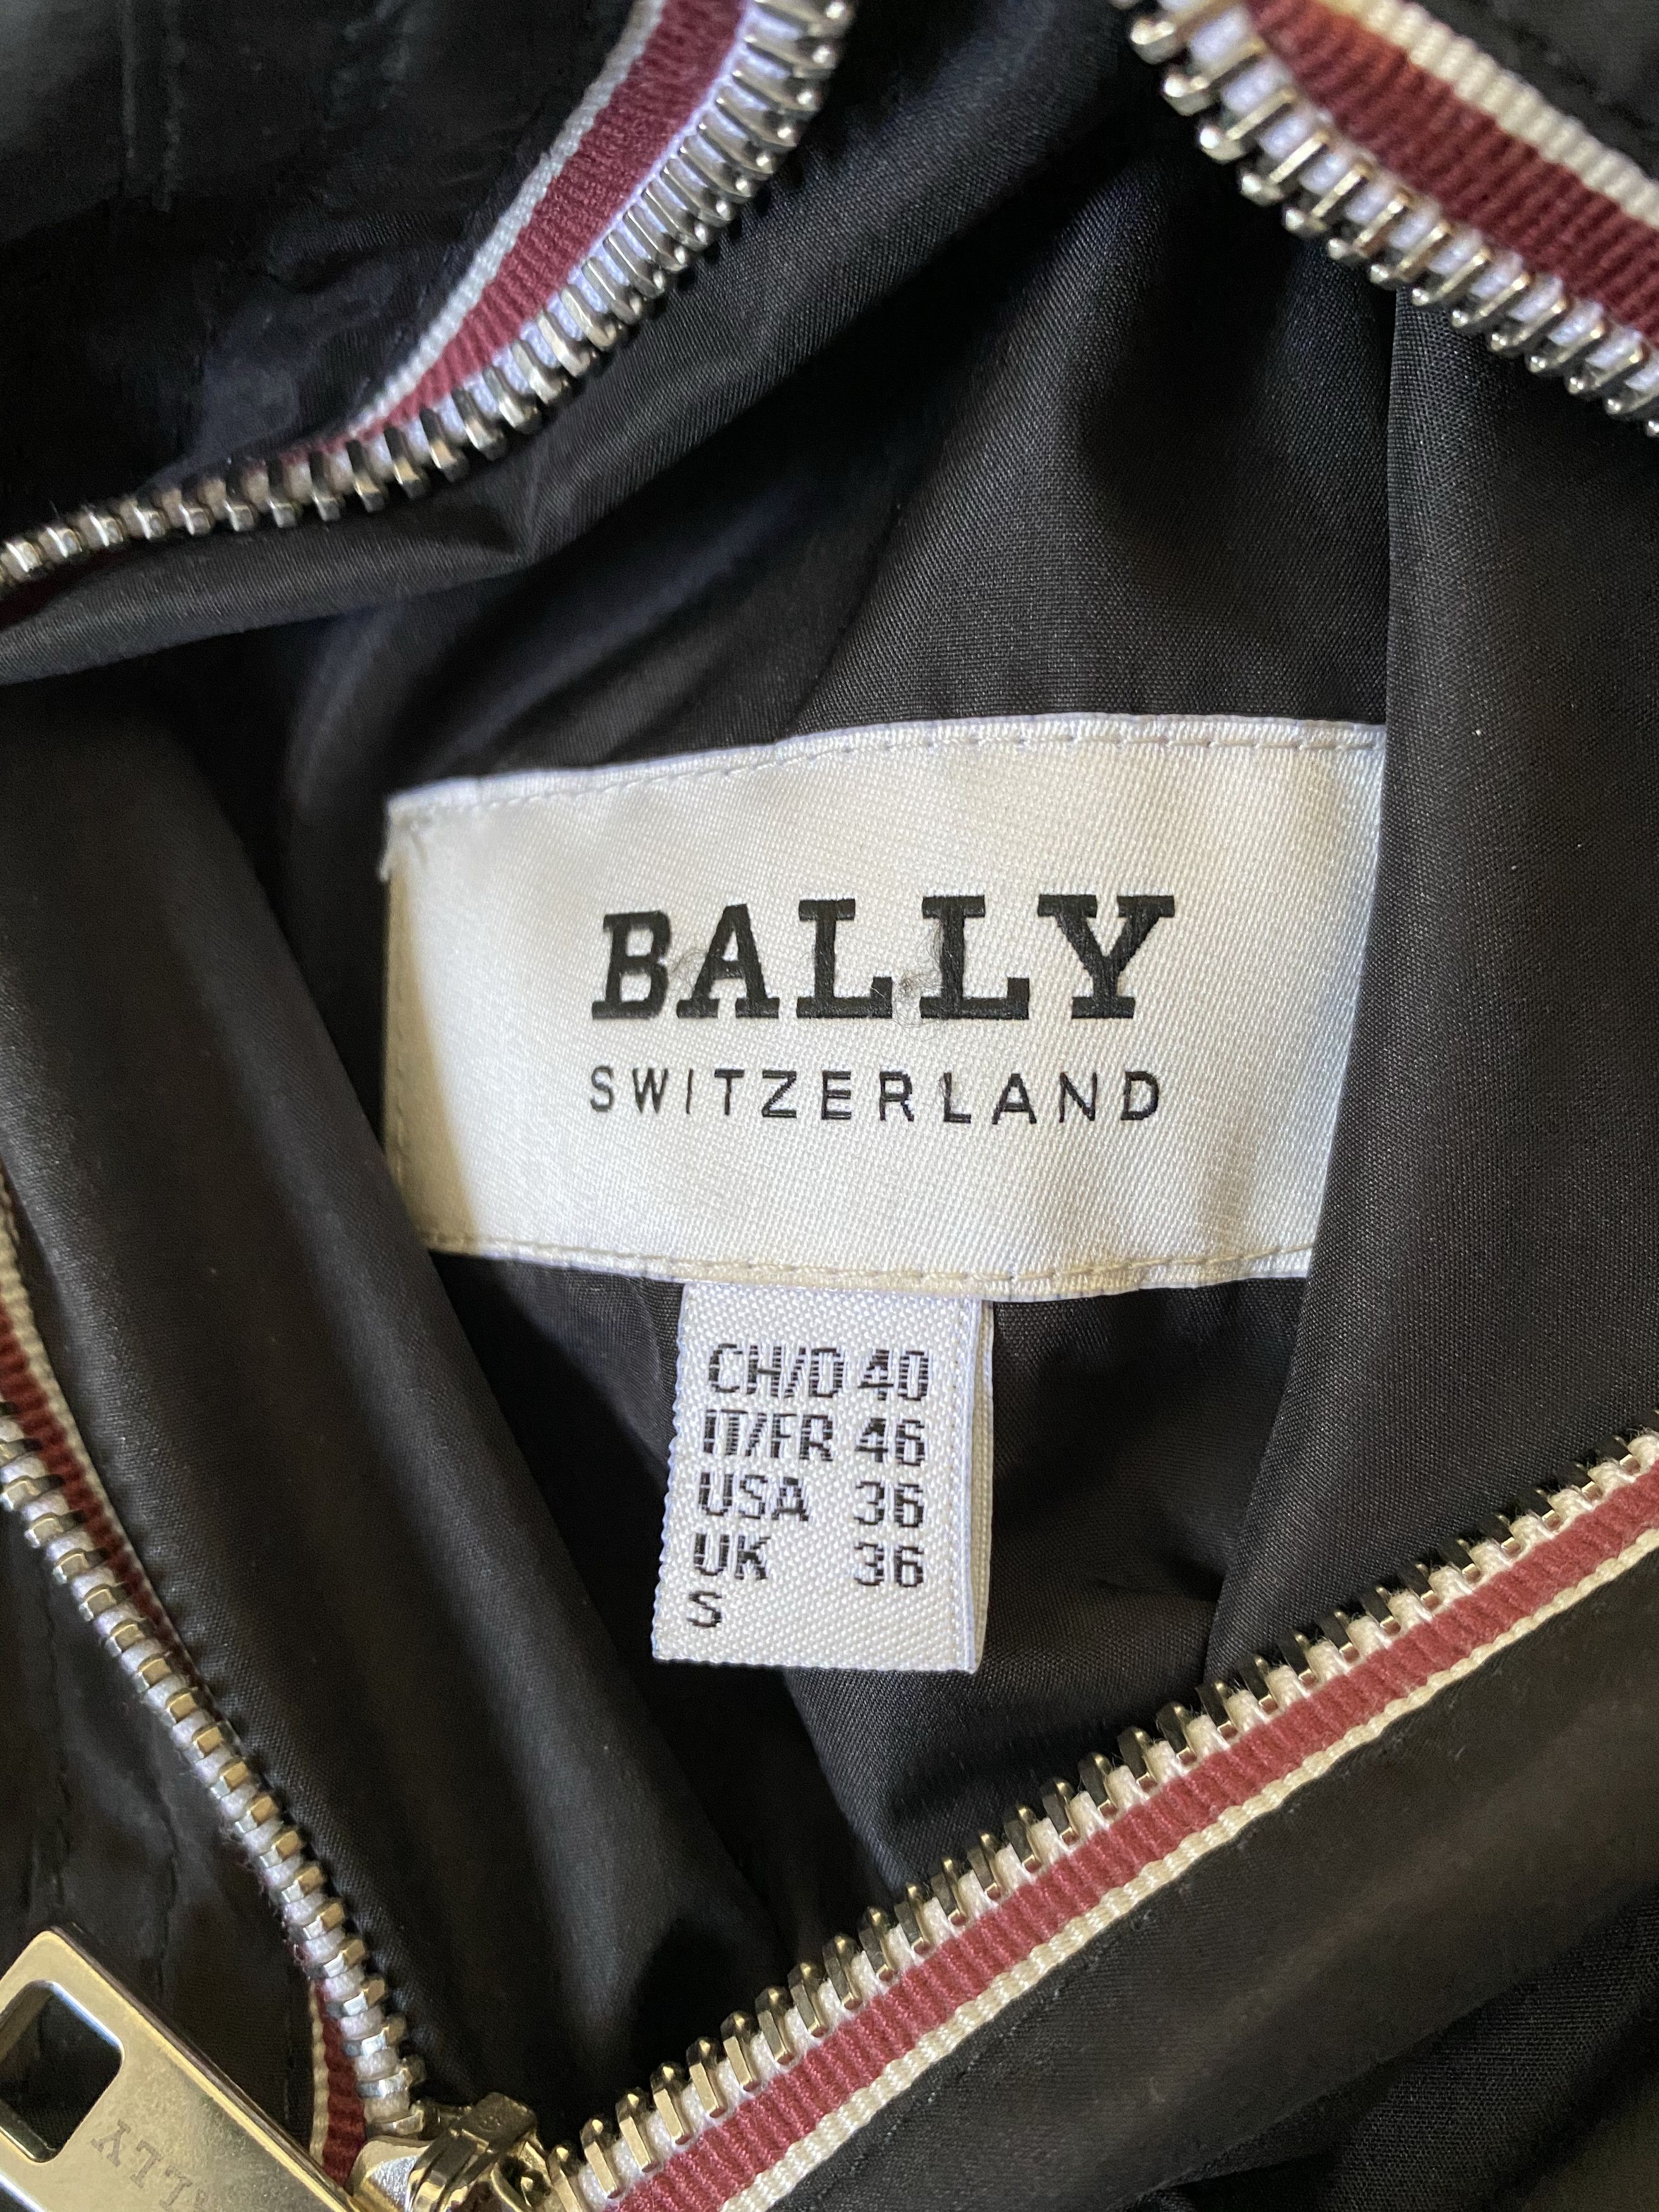 BALLY
SWITZERLAND
CH/D 40
IT/FR 46
USA 36
UK 36
S